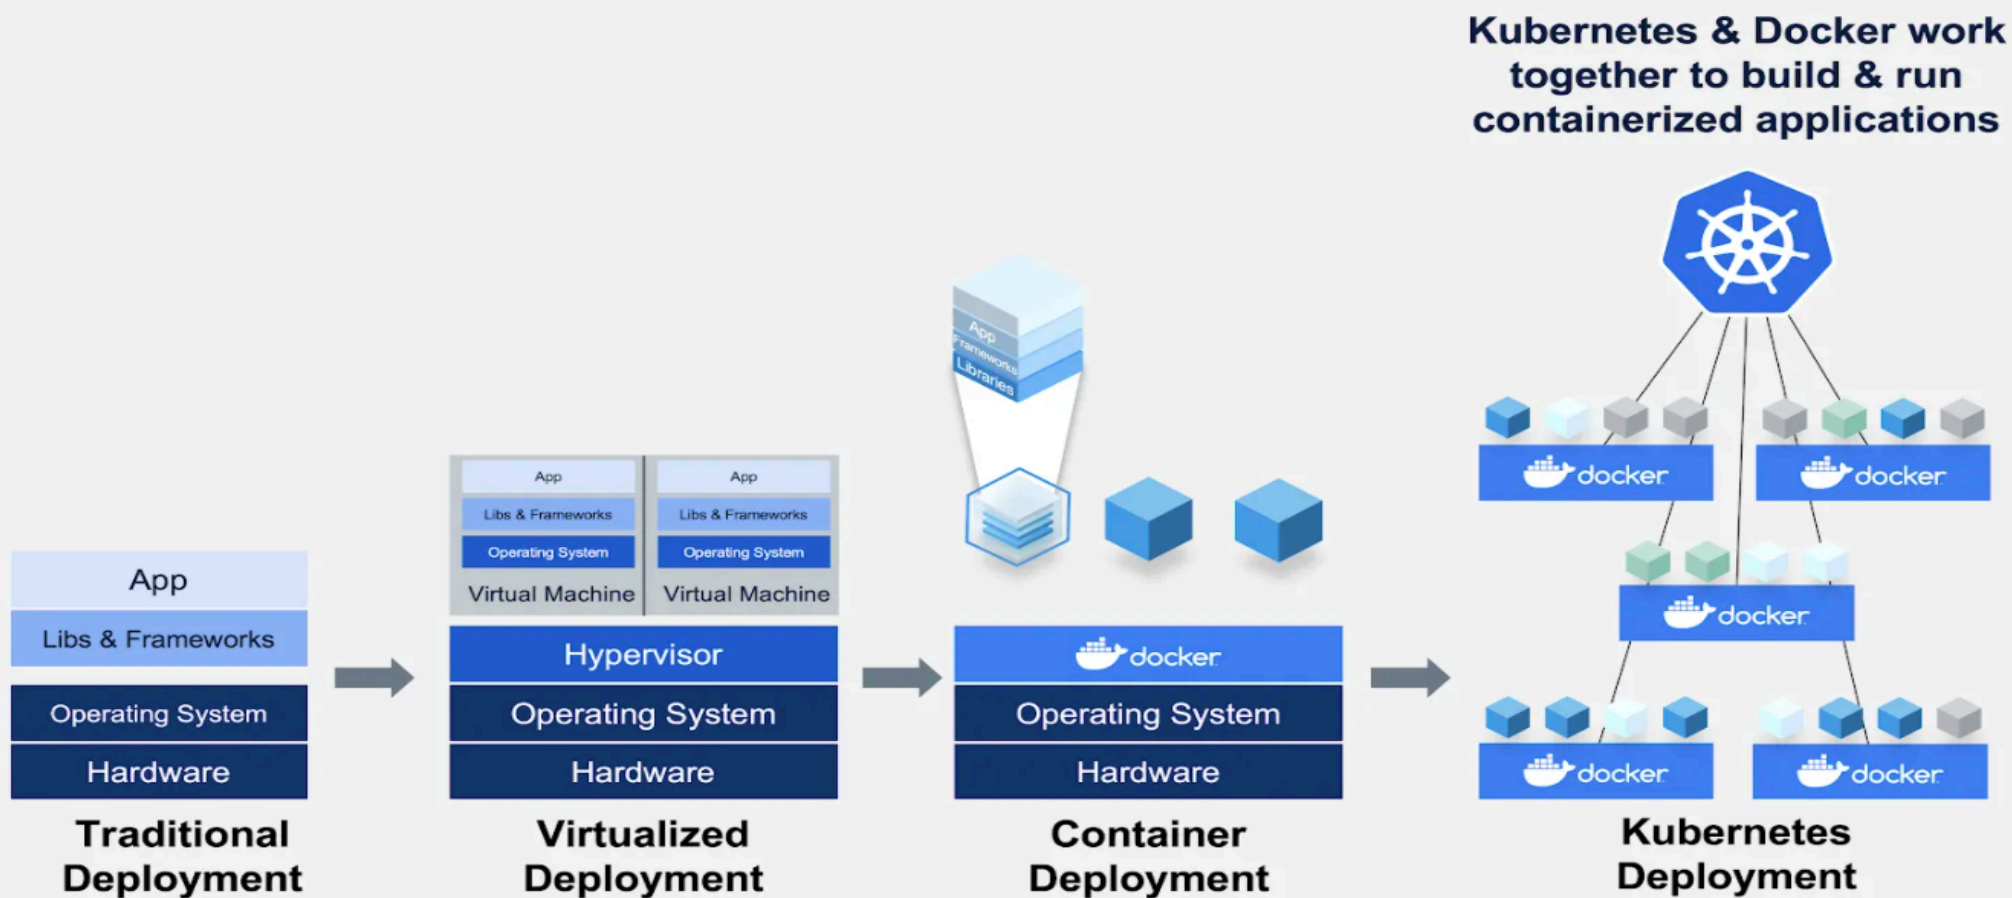 Kubernetes & Docker work
together to build & run
containerized applications
App
Libs & Frameworks
Operating System
Hardware
Traditional
Deployment
App
Libs & Frameworks
Operating System
Virtual Machine
App
Libs & Frameworks
Operating System
Virtual Machine
Hypervisor
Operating System
Hardware
Virtualized
Deployment
App
Frameworks
Libraries
docker
Operating System
Hardware
Container
Deployment
docker
docker
docker
docker
docker
Kubernetes
Deployment